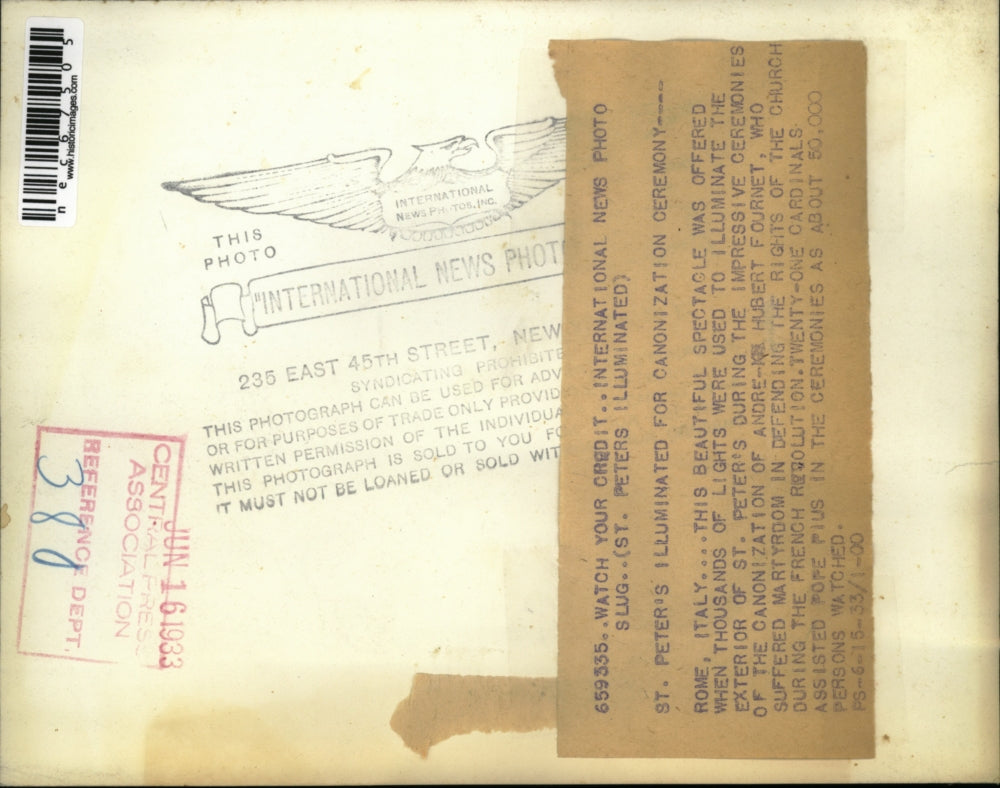 nec67505
www.historicimages.com
INTERNATIONAL
NEWS PHOTOS, INC.
THIS
PHOTO
"INTERNATIONAL NEWS PHOT
235 EAST 45TH STREET, NEW
SYNDICATING PROHIBITE
THIS PHOTOGRAPH CAN BE USED FOR ADV
OR FOR PURPOSES OF TRADE ONLY PROVID
WRITTEN PERMISSION OF THE INDIVIDUA
THIS PHOTOGRAPH IS SOLD TO YOU FO
IT MUST NOT BE LOANED OR SOLD WIT
JUN 16 1933
CENTRAL PRESS
ASSOCIATION
REFERENCE DEPT.
659335..WATCH YOUR CREDIT..INTERNATIONAL NEWS PHOTO
SLUG..(ST. PETERS ILLUMINATED)
ST. PETER'S ILLUMINATED FOR CANONIZATION CEREMONY----
ROME, ITALY....THIS BEAUTIFUL SPECTACLE WAS OFFERED
WHEN THOUSANDS OF LIGHTS WERE USED TO ILLUMINATE THE
EXTERIOR OF ST. PETER'S DURING THE IMPRESSIVE CEREMONIES
OF THE CANONIZATION OF ANDRE- HUBERT FOURNET, WHO
SUFFERED MARTYRDOM IN DEFENDING THE RIGHTS OF THE CHURCH
DURING THE FRENCH REVOLUTION.TWENTY-ONE CARDINALS
ASSISTED POPE PIUS IN THE CEREMONIES AS ABOUT 50,000
PERSONS WATCHED.
PS-6-15-33/1-00